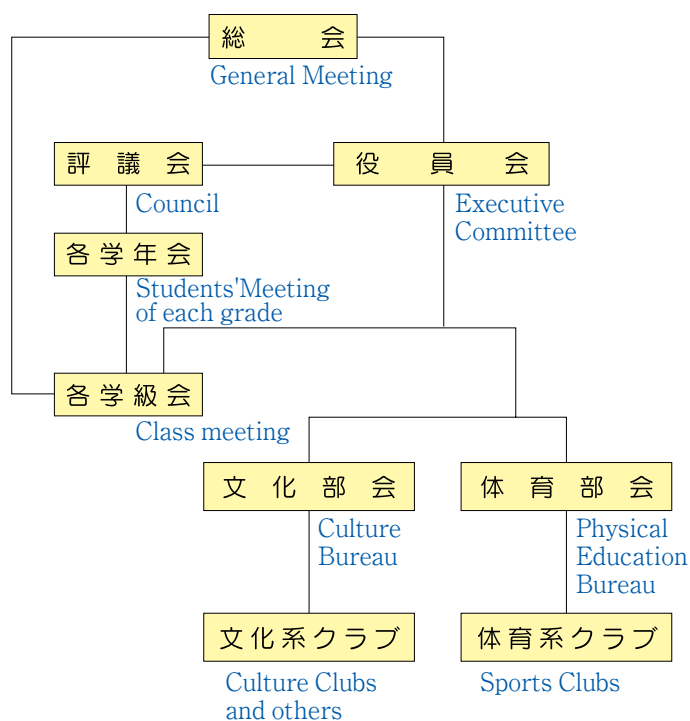 総会
General Meeting
評議会
役員会
Council
Executive
Committee
各学年会
Students'Meeting
of each grade
各学級会
Class meeting
文化部会
体育部会
Culture
Bureau
Physical
Education
Bureau
文化系クラブ
体育系クラブ
Culture Clubs
and others
Sports Clubs